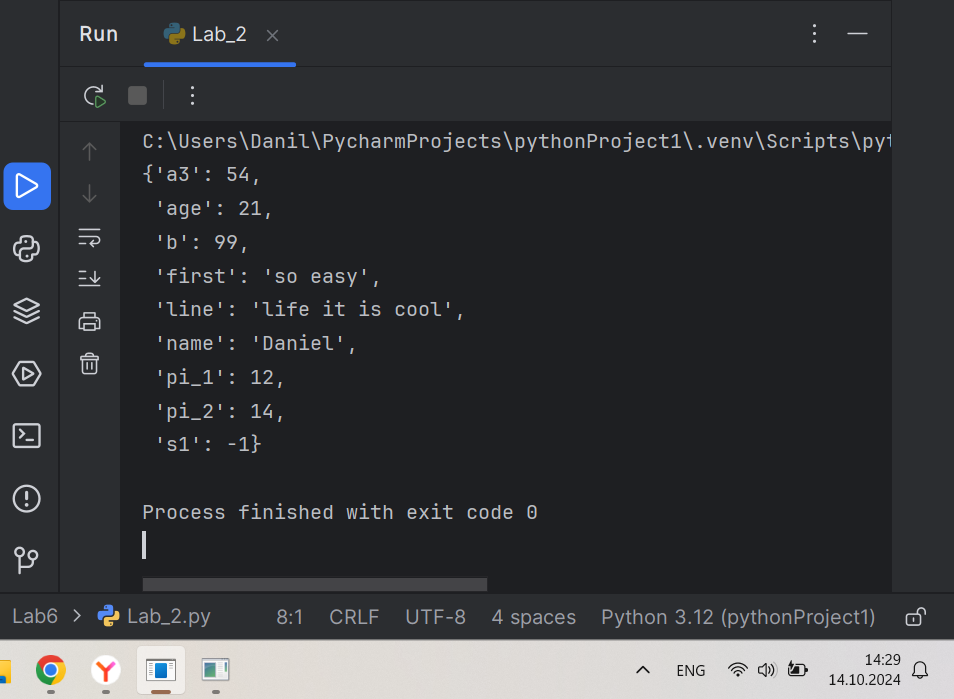 Run Lab_2
C:\Users\Danil\PycharmProjects\pythonProject1\.venv\Scripts\pyt
{'a3': 54,
 'age': 21,
 'b': 99,
 'first': 'so easy',
 'line': 'life it is cool',
 'name': 'Daniel',
 'pi_1': 12,
 'pi_2': 14,
 's1': -1}
Process finished with exit code 0
Lab6 > Lab_2.py 8:1 CRLF UTF-8 4 spaces Python 3.12 (pythonProject1)
ENG 14:29
14.10.2024